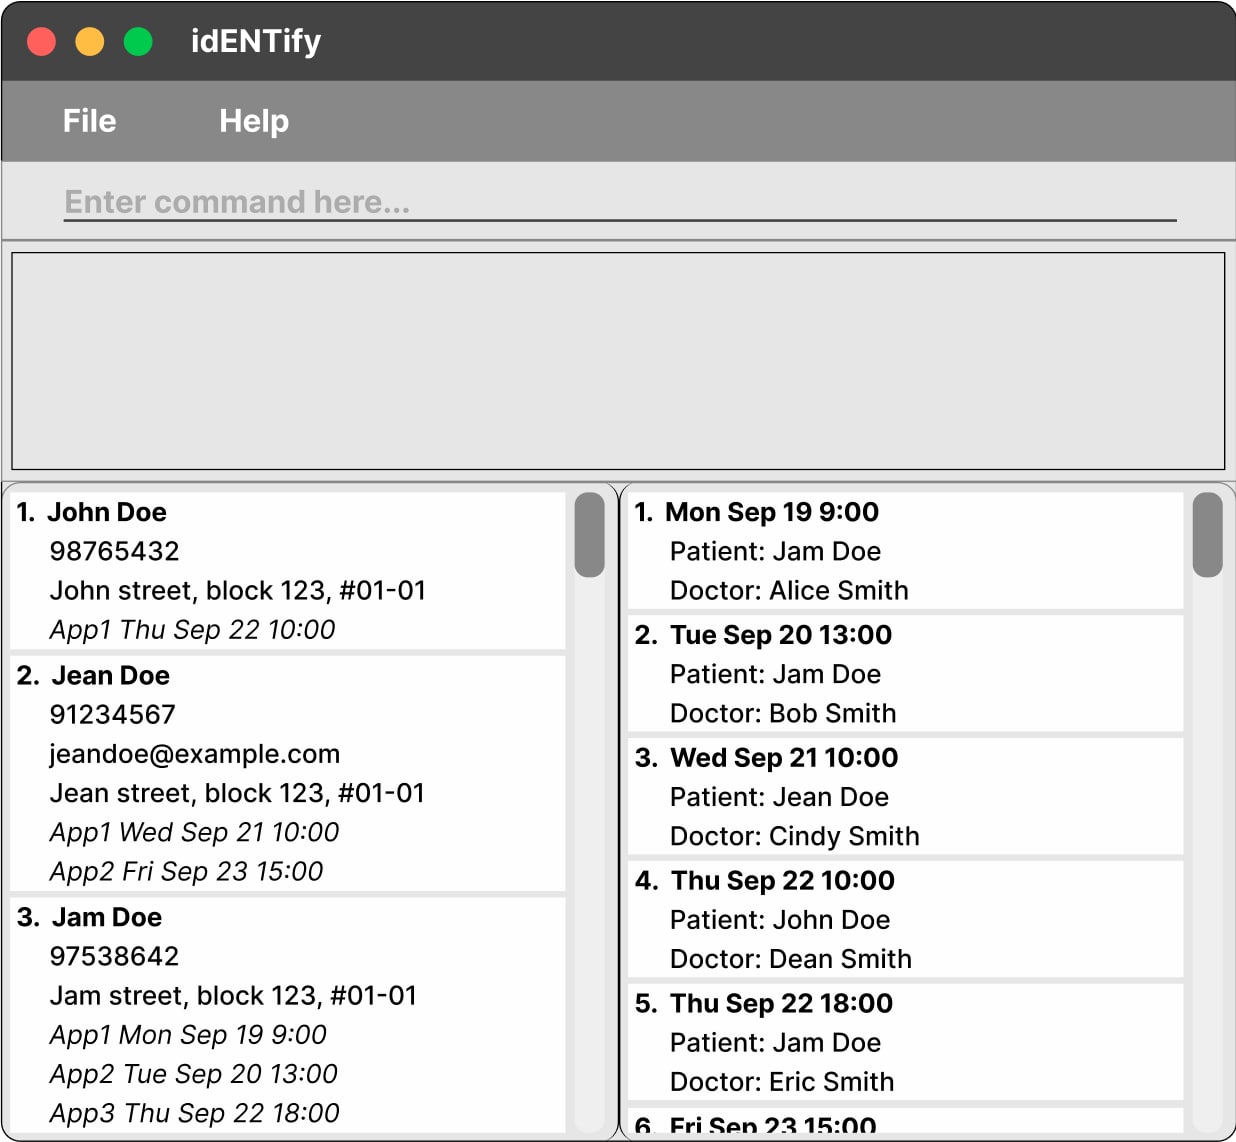 idENTify
File Help
Enter command here...
1. John Doe
98765432
John street, block 123, #01-01
App1 Thu Sep 22 10:00
2. Jean Doe
91234567
jeandoe@example.com
Jean street, block 123, #01-01
App1 Wed Sep 21 10:00
App2 Fri Sep 23 15:00
3. Jam Doe
97538642
Jam street, block 123, #01-01
App1 Mon Sep 19 9:00
App2 Tue Sep 20 13:00
App3 Thu Sep 22 18:00
1. Mon Sep 19 9:00
Patient: Jam Doe
Doctor: Alice Smith
2. Tue Sep 20 13:00
Patient: Jam Doe
Doctor: Bob Smith
3. Wed Sep 21 10:00
Patient: Jean Doe
Doctor: Cindy Smith
4. Thu Sep 22 10:00
Patient: John Doe
Doctor: Dean Smith
5. Thu Sep 22 18:00
Patient: Jam Doe
Doctor: Eric Smith
6. Fri Sep 23 15:00